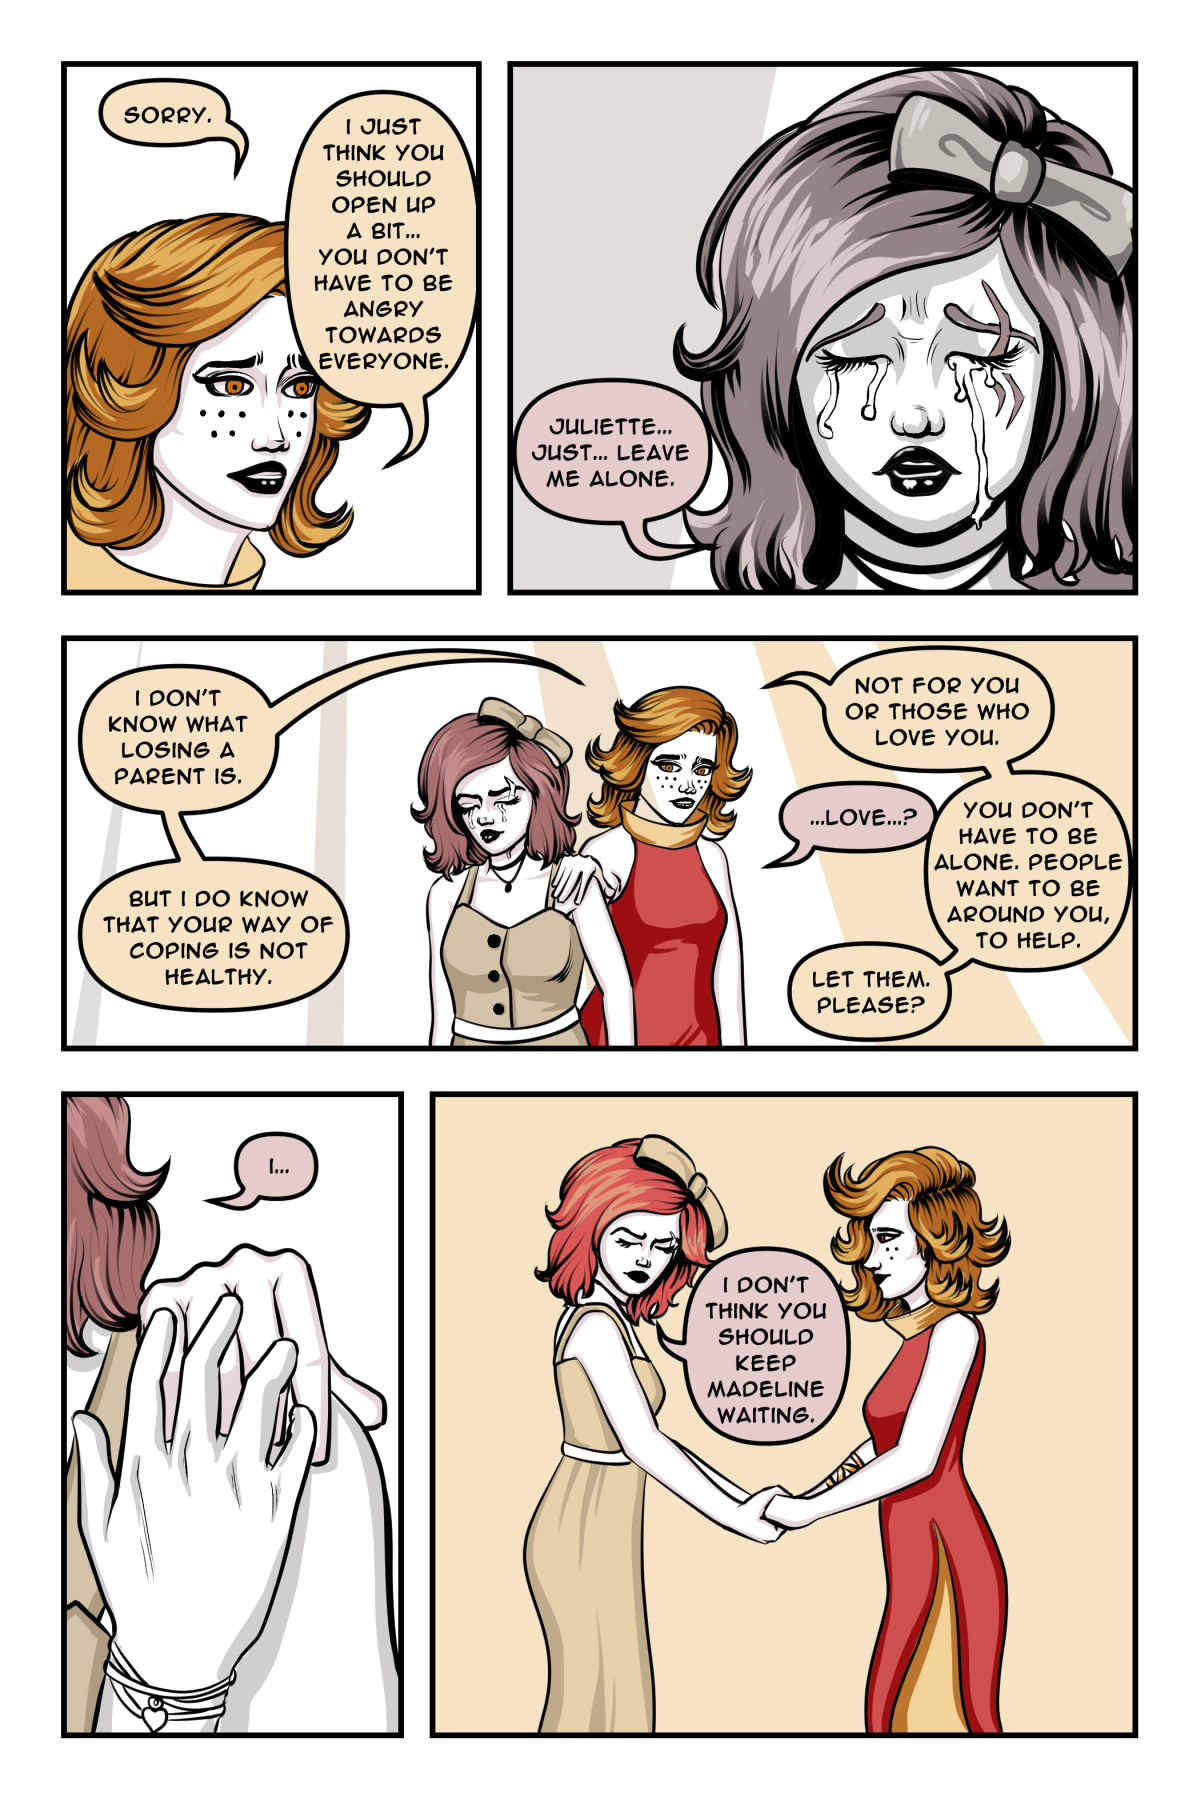 SORRY.
I JUST
THINK YOU
SHOULD
OPEN UP
A BIT...
YOU DON'T
HAVE TO BE
ANGRY
TOWARDS
EVERYONE.
JULIETTE...
JUST... LEAVE
ME ALONE.
I DON'T
KNOW WHAT
LOSING A
PARENT IS.
BUT I DO KNOW
THAT YOUR WAY OF
COPING IS NOT
HEALTHY.
NOT FOR YOU
OR THOSE WHO
LOVE YOU.
...LOVE...?
YOU DON'T
HAVE TO BE
ALONE. PEOPLE
WANT TO BE
AROUND YOU,
TO HELP.
LET THEM.
PLEASE?
I...
I DON'T
THINK YOU
SHOULD
KEEP
MADELINE
WAITING.